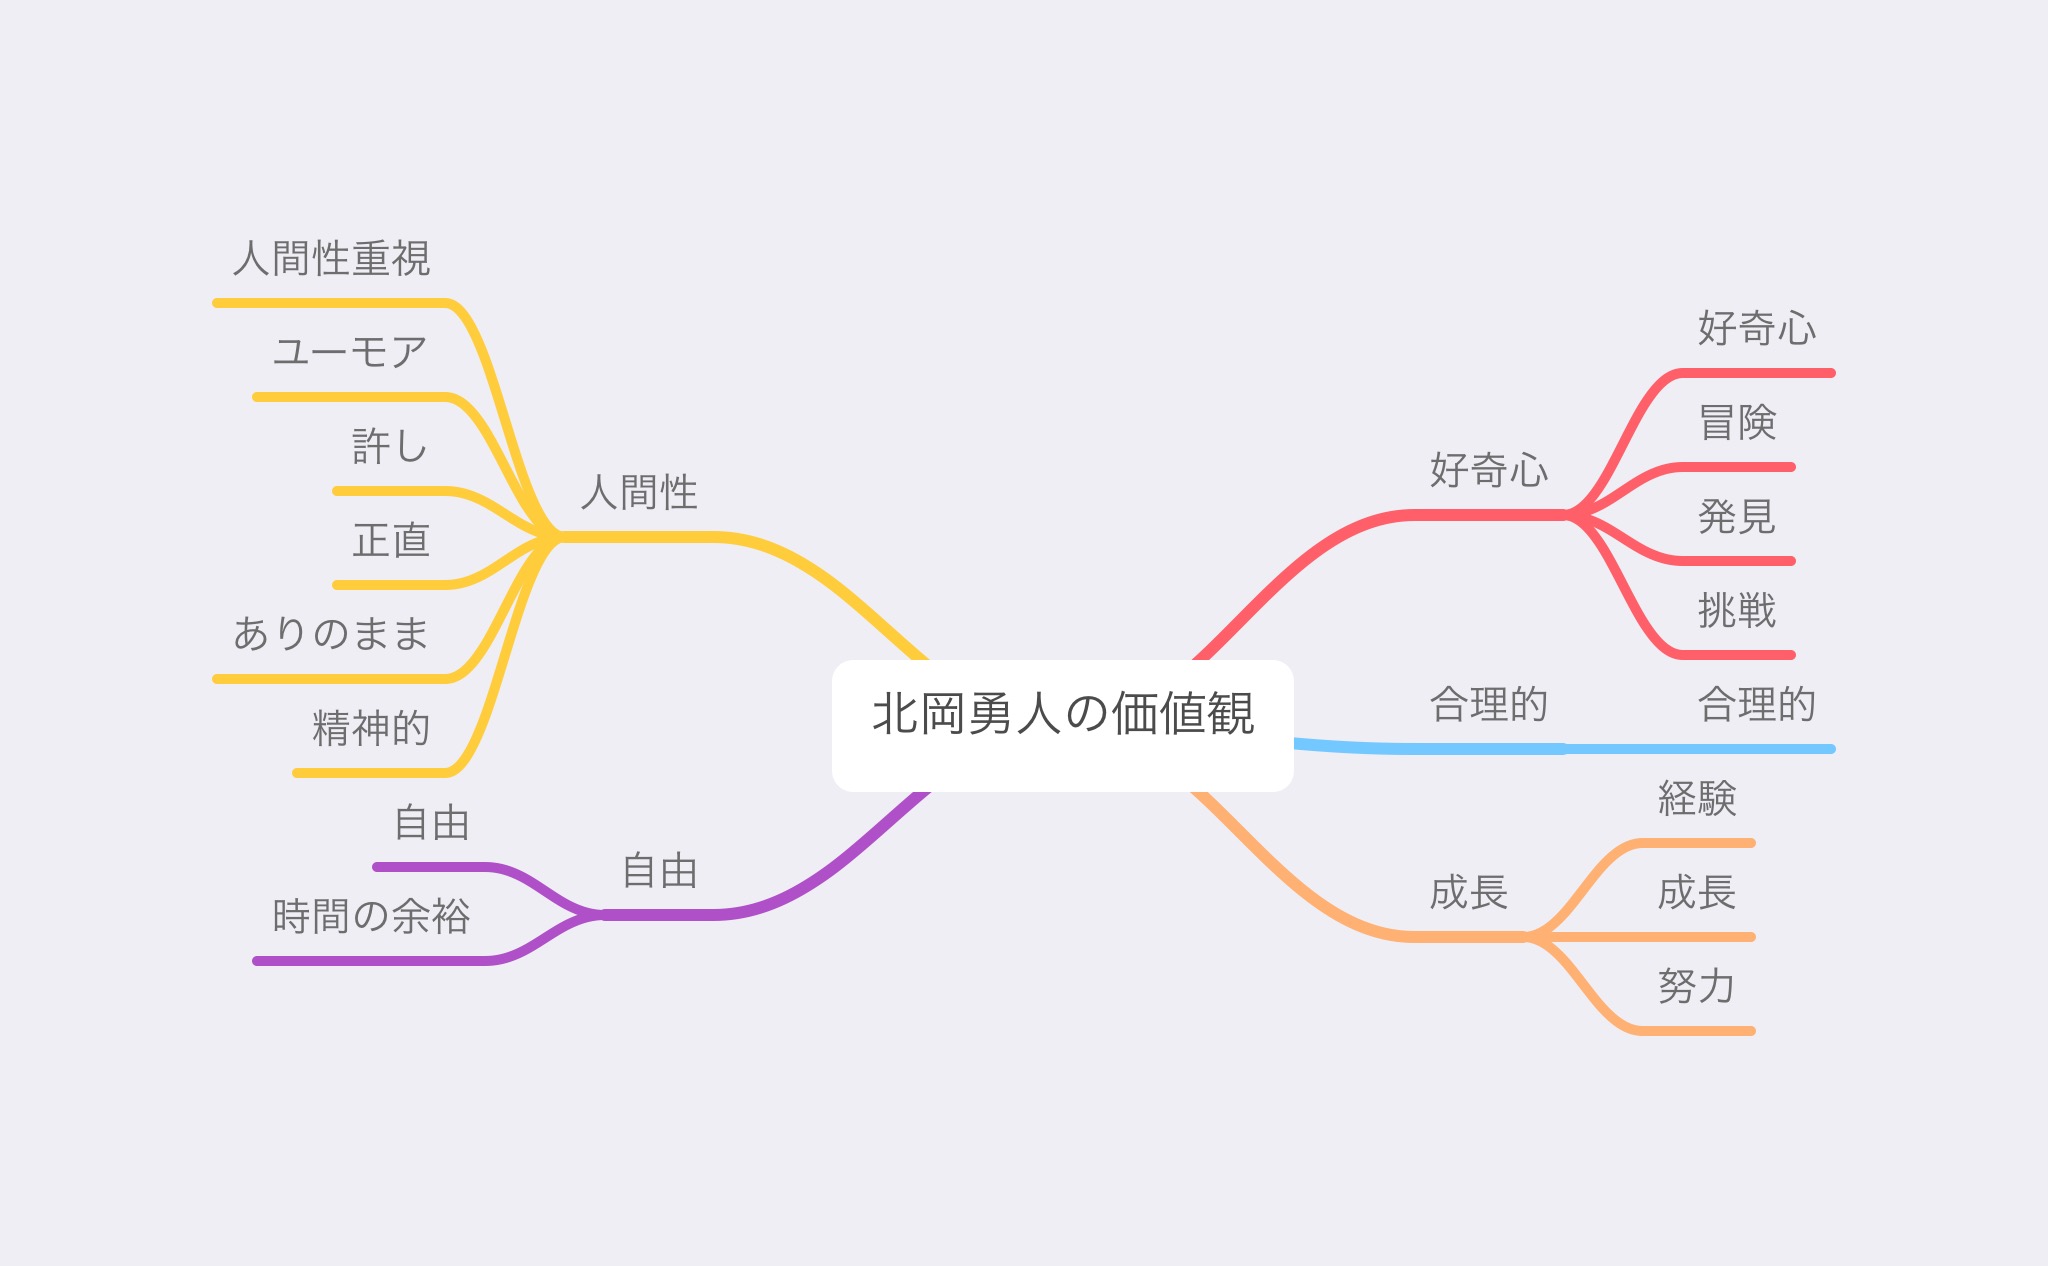 北岡勇人の価値観
人間性
人間性重視
ユーモア
許し
正直
ありのまま
精神的
自由
自由
時間の余裕
好奇心
好奇心
冒険
発見
挑戦
合理的
合理的
成長
経験
成長
努力